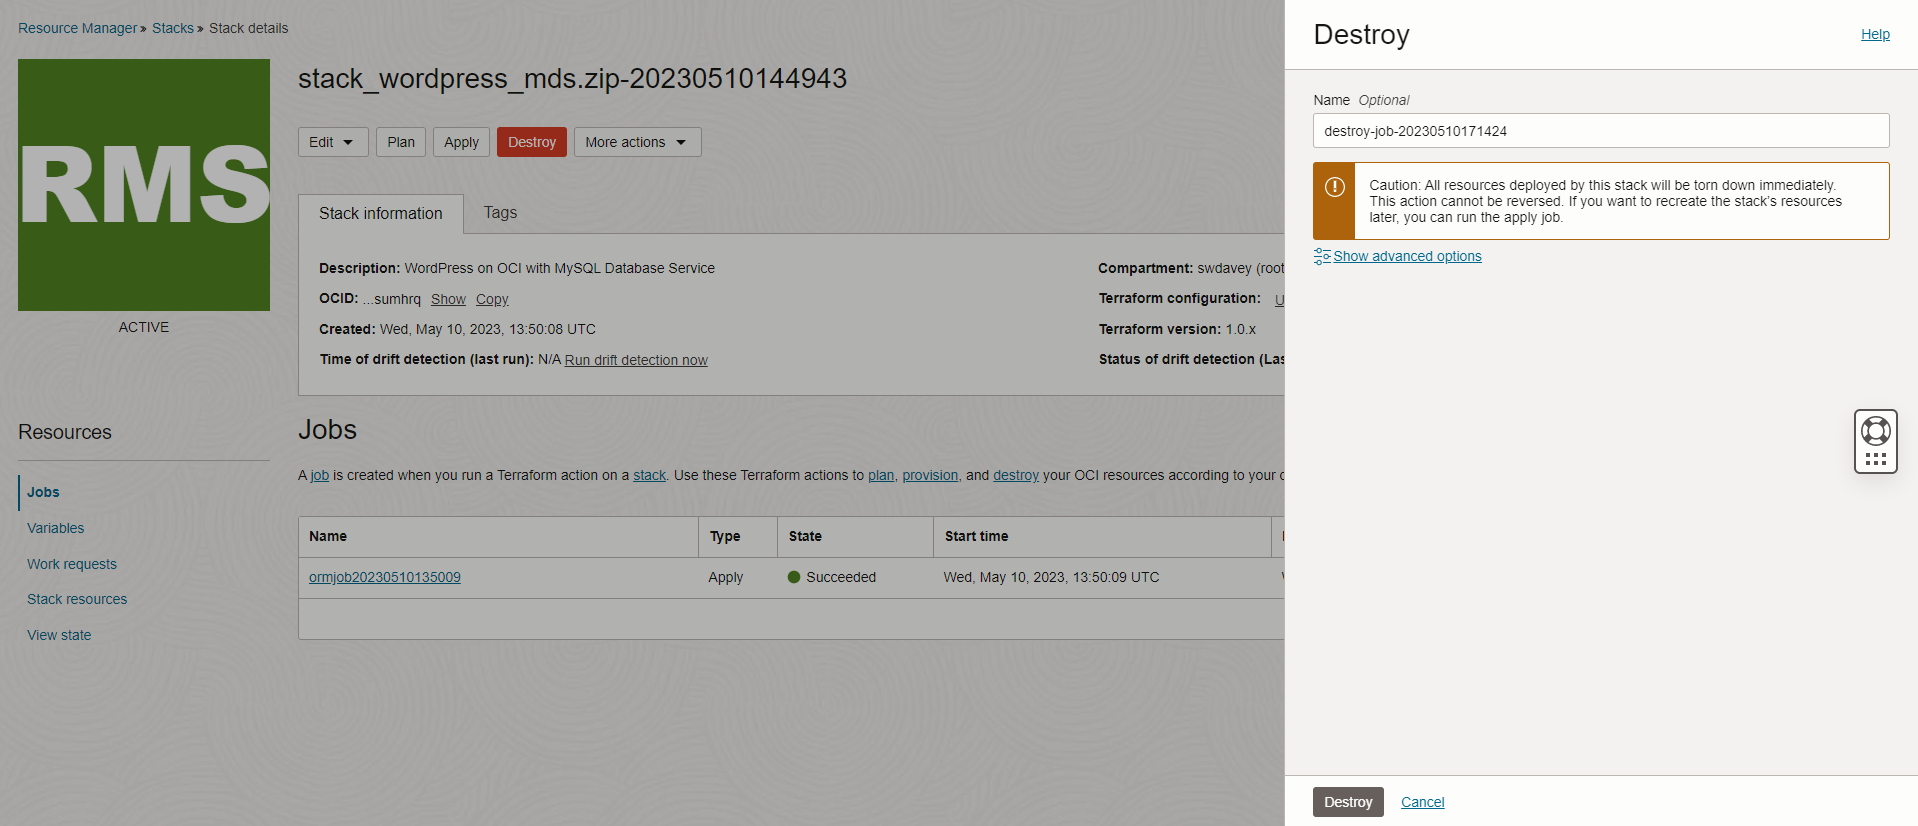 Resource Manager » Stacks » Stack details
RMS
ACTIVE
stack_wordpress_mds.zip-20230510144943
Edit Plan Apply Destroy More actions
Stack information Tags
Description: WordPress on OCI with MySQL Database Service
OCID: ...sumhrq Show Copy
Created: Wed, May 10, 2023, 13:50:08 UTC
Time of drift detection (last run): N/A Run drift detection now
Compartment: swdavey (root
Terraform configuration:
Terraform version: 1.0.x
Status of drift detection (Las
Resources
Jobs
Variables
Work requests
Stack resources
View state
Jobs
A job is created when you run a Terraform action on a stack. Use these Terraform actions to plan, provision, and destroy your OCI resources according to your
Name Type State Start time
ormjob20230510135009 Apply Succeeded Wed, May 10, 2023, 13:50:09 UTC
Destroy
Help
Name Optional
destroy-job-20230510171424
Caution: All resources deployed by this stack will be torn down immediately.
This action cannot be reversed. If you want to recreate the stack's resources
later, you can run the apply job.
Show advanced options
Destroy Cancel